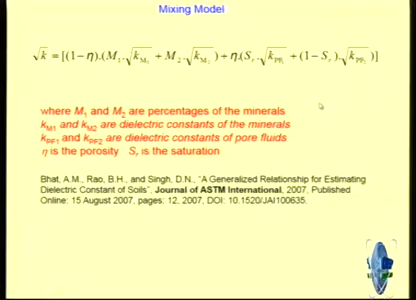 Mixing Model
√k = [(1−η).(M₁.√k_M₁ + M₂.√k_M₂) + η.(S_r.√k_PF₁ + (1−S_r).√k_PF₂)]
where M₁ and M₂ are percentages of the minerals
k_M1 and k_M2 are dielectric constants of the minerals
k_PF1 and k_PF2 are dielectric constants of pore fluids
η is the porosity S_r is the saturation
Bhat, A.M., Rao, B.H., and Singh, D.N., "A Generalized Relationship for Estimating
Dielectric Constant of Soils", Journal of ASTM International, 2007, Published
Online: 15 August 2007, pages: 12, 2007, DOI: 10.1520/JAI100635.